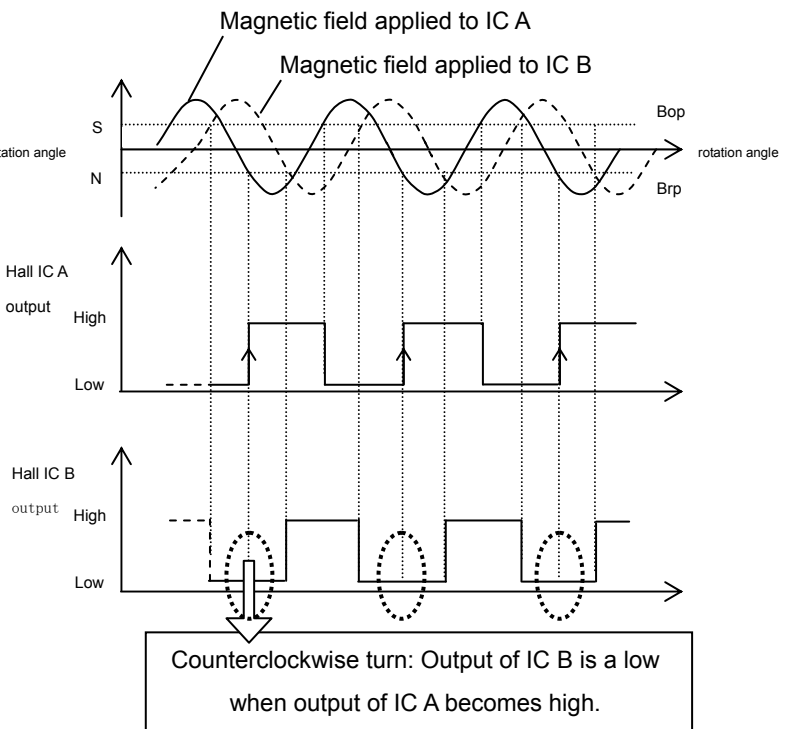 Magnetic field applied to IC A
Magnetic field applied to IC B
S
Bop
tation angle
rotation angle
N
Brp
Hall IC A
output
High
Low
Hall IC B
output
High
Low
Counterclockwise turn: Output of IC B is a low
when output of IC A becomes high.